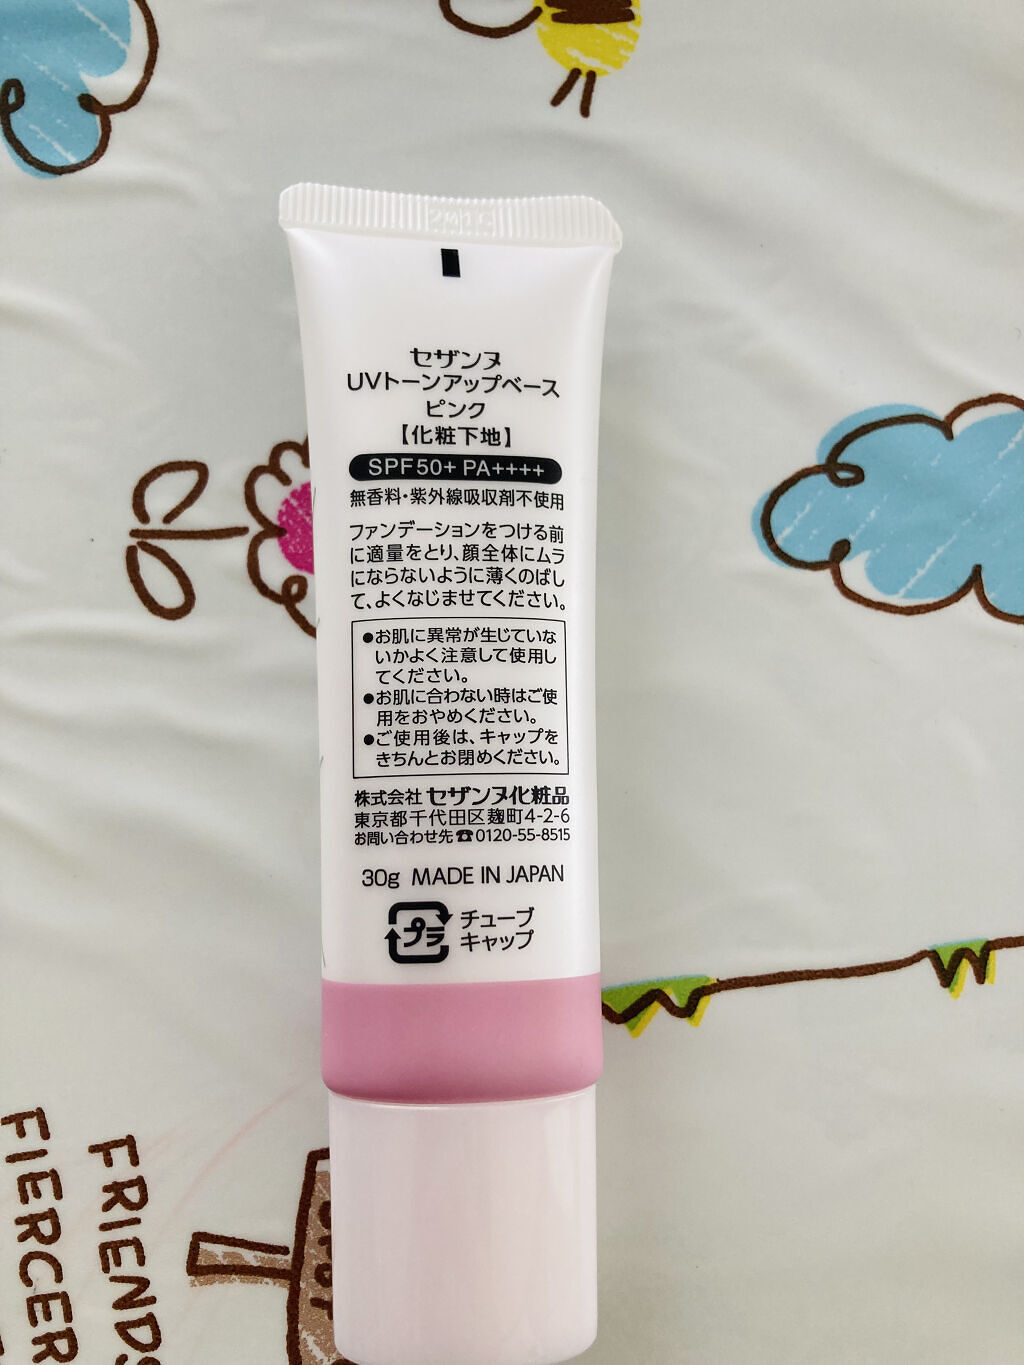 セザンヌ
UVトーンアップベース
ピンク
【化粧下地】
SPF50+ PA++++
無香料・紫外線吸収剤不使用
ファンデーションをつける前
に適量をとり、顔全体にムラ
にならないように薄くのばし
て、よくなじませてください。
●お肌に異常が生じていな
いかよく注意して使用し
てください。
●お肌に合わない時はご使
用をおやめください。
●ご使用後は、キャップを
きちんとお閉めください。
株式会社 セザンヌ化粧品
東京都千代田区麹町4-2-6
お問い合わせ先☎0120-55-8515
30g MADE IN JAPAN
プラ
チューブ
キャップ
FRIENDS
FIERCER